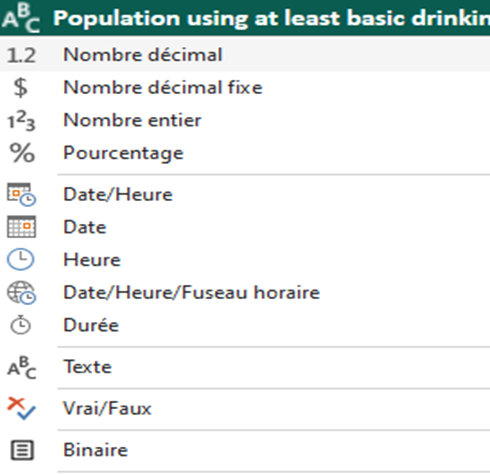 ABC Population using at least basic
1.2 Nombre décimal
$ Nombre décimal fixe
123 Nombre entier
% Pourcentage
Date/Heure
Date
Heure
Date/Heure/Fuseau horaire
Durée
ABC Texte
Vrai/Faux
Binaire